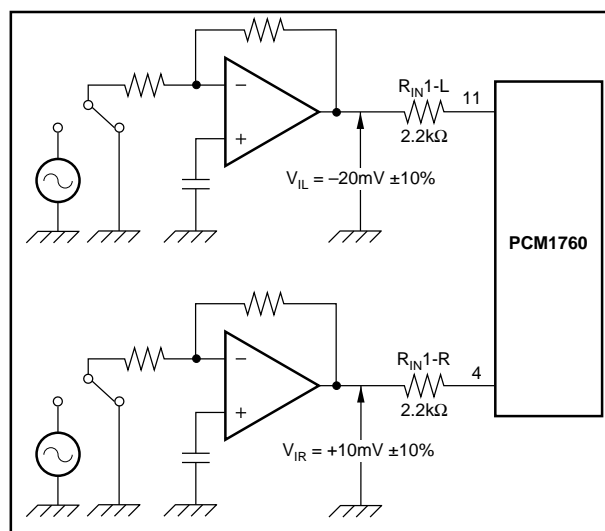 −
+
R_IN1-L
11
2.2kΩ
V_IL = –20mV ±10%
PCM1760
−
+
R_IN1-R
4
2.2kΩ
V_IR = +10mV ±10%